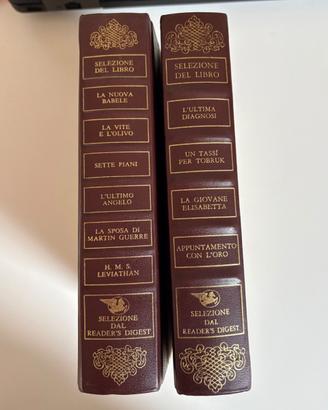 SELEZIONE
DEL LIBRO
LA NUOVA
BABELE
LA VITE
E L'OLIVO
SETTE PIANI
L'ULTIMO
ANGELO
LA SPOSA DI
MARTIN GUERRE
H. M. S.
LEVIATHAN
SELEZIONE
DAL
READER'S DIGEST
SELEZIONE
DEL LIBRO
L'ULTIMA
DIAGNOSI
UN TASSÌ
PER TOBRUK
LA GIOVANE
ELISABETTA
APPUNTAMENTO
CON L'ORO
SELEZIONE
DAL
READER'S DIGEST